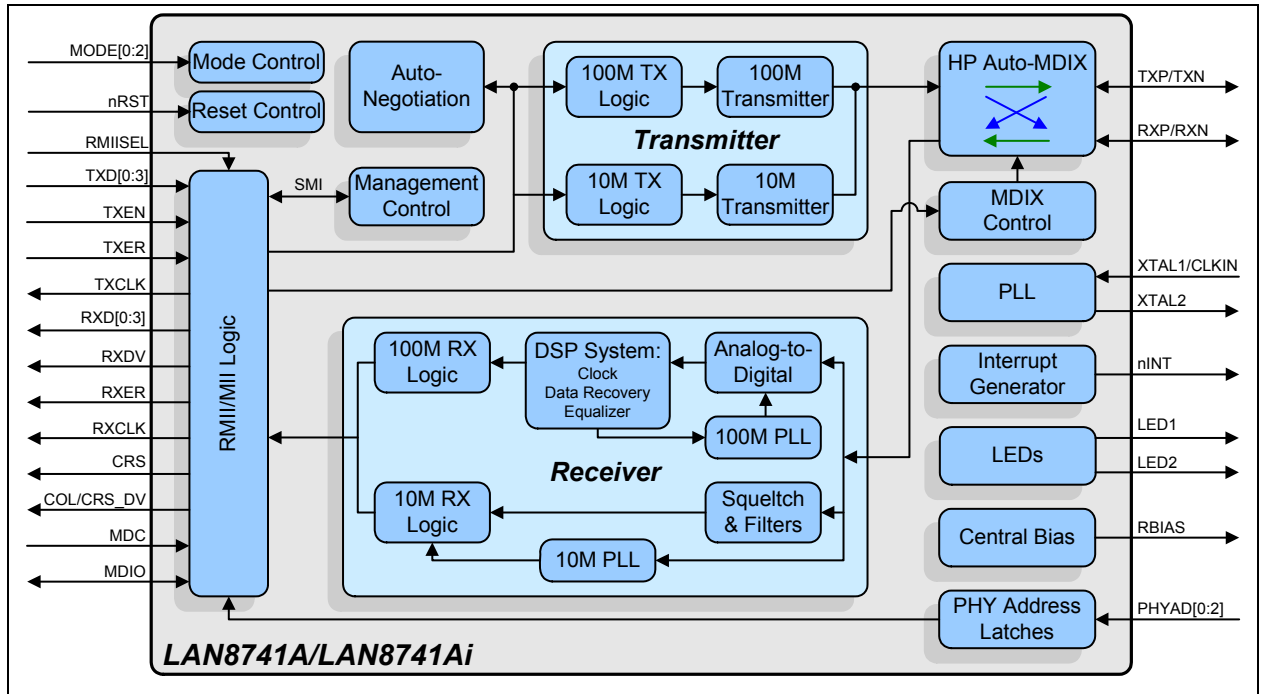 MODE[0:2]
nRST
RMIISEL
TXD[0:3]
TXEN
TXER
TXCLK
RXD[0:3]
RXDV
RXER
RXCLK
CRS
COL/CRS_DV
MDC
MDIO
Mode Control
Reset Control
RMII/MII Logic
SMI
Auto-
Negotiation
Management
Control
100M TX
Logic
100M
Transmitter
Transmitter
10M TX
Logic
10M
Transmitter
HP Auto-MDIX
MDIX
Control
PLL
Interrupt
Generator
LEDs
Central Bias
PHY Address
Latches
100M RX
Logic
DSP System:
Clock
Data Recovery
Equalizer
Analog-to-
Digital
100M PLL
Receiver
10M RX
Logic
Squeltch
& Filters
10M PLL
TXP/TXN
RXP/RXN
XTAL1/CLKIN
XTAL2
nINT
LED1
LED2
RBIAS
PHYAD[0:2]
LAN8741A/LAN8741Ai